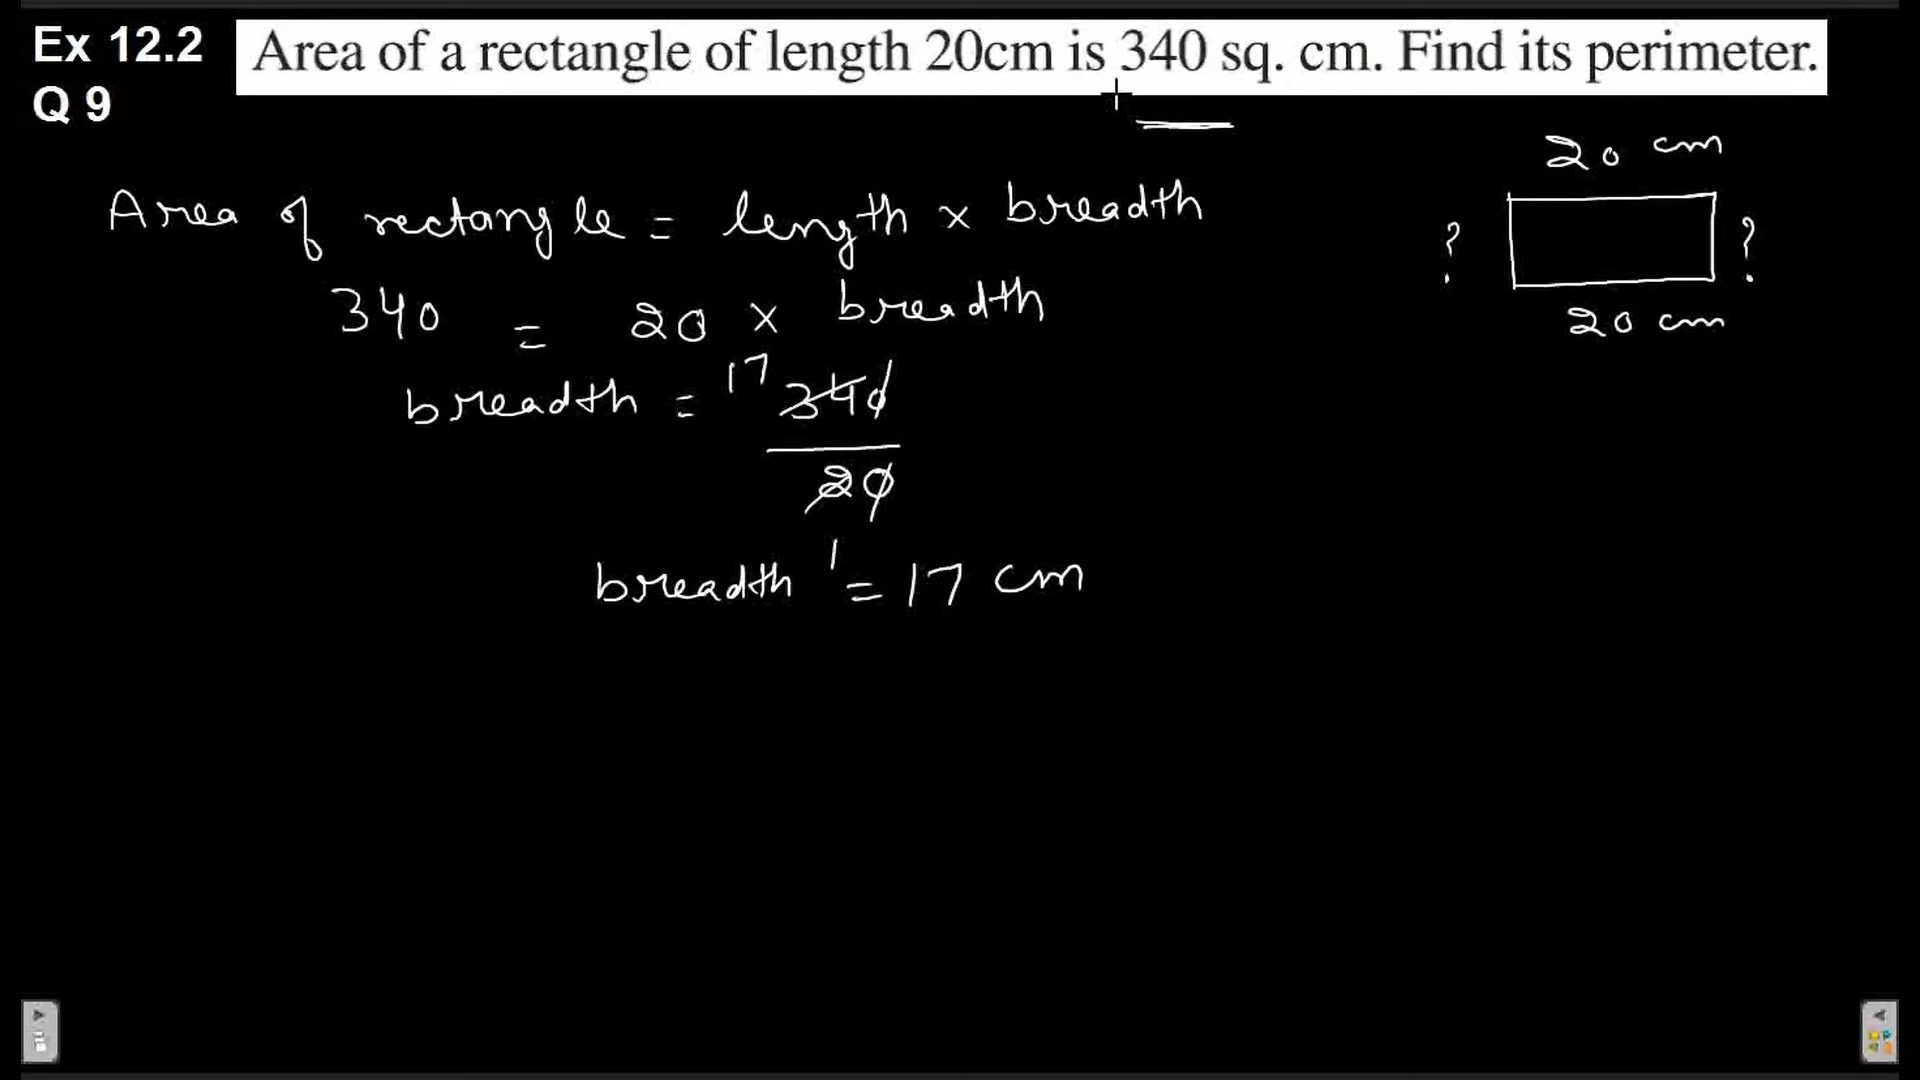 Ex 12.2 Area of a rectangle of length 20cm is 340 sq. cm. Find its perimeter.
Q 9
20 cm
Area of rectangle = length × breadth
? ?
340 = 20 × breadth
20 cm
17
breadth = 340
20
1
breadth = 17 cm